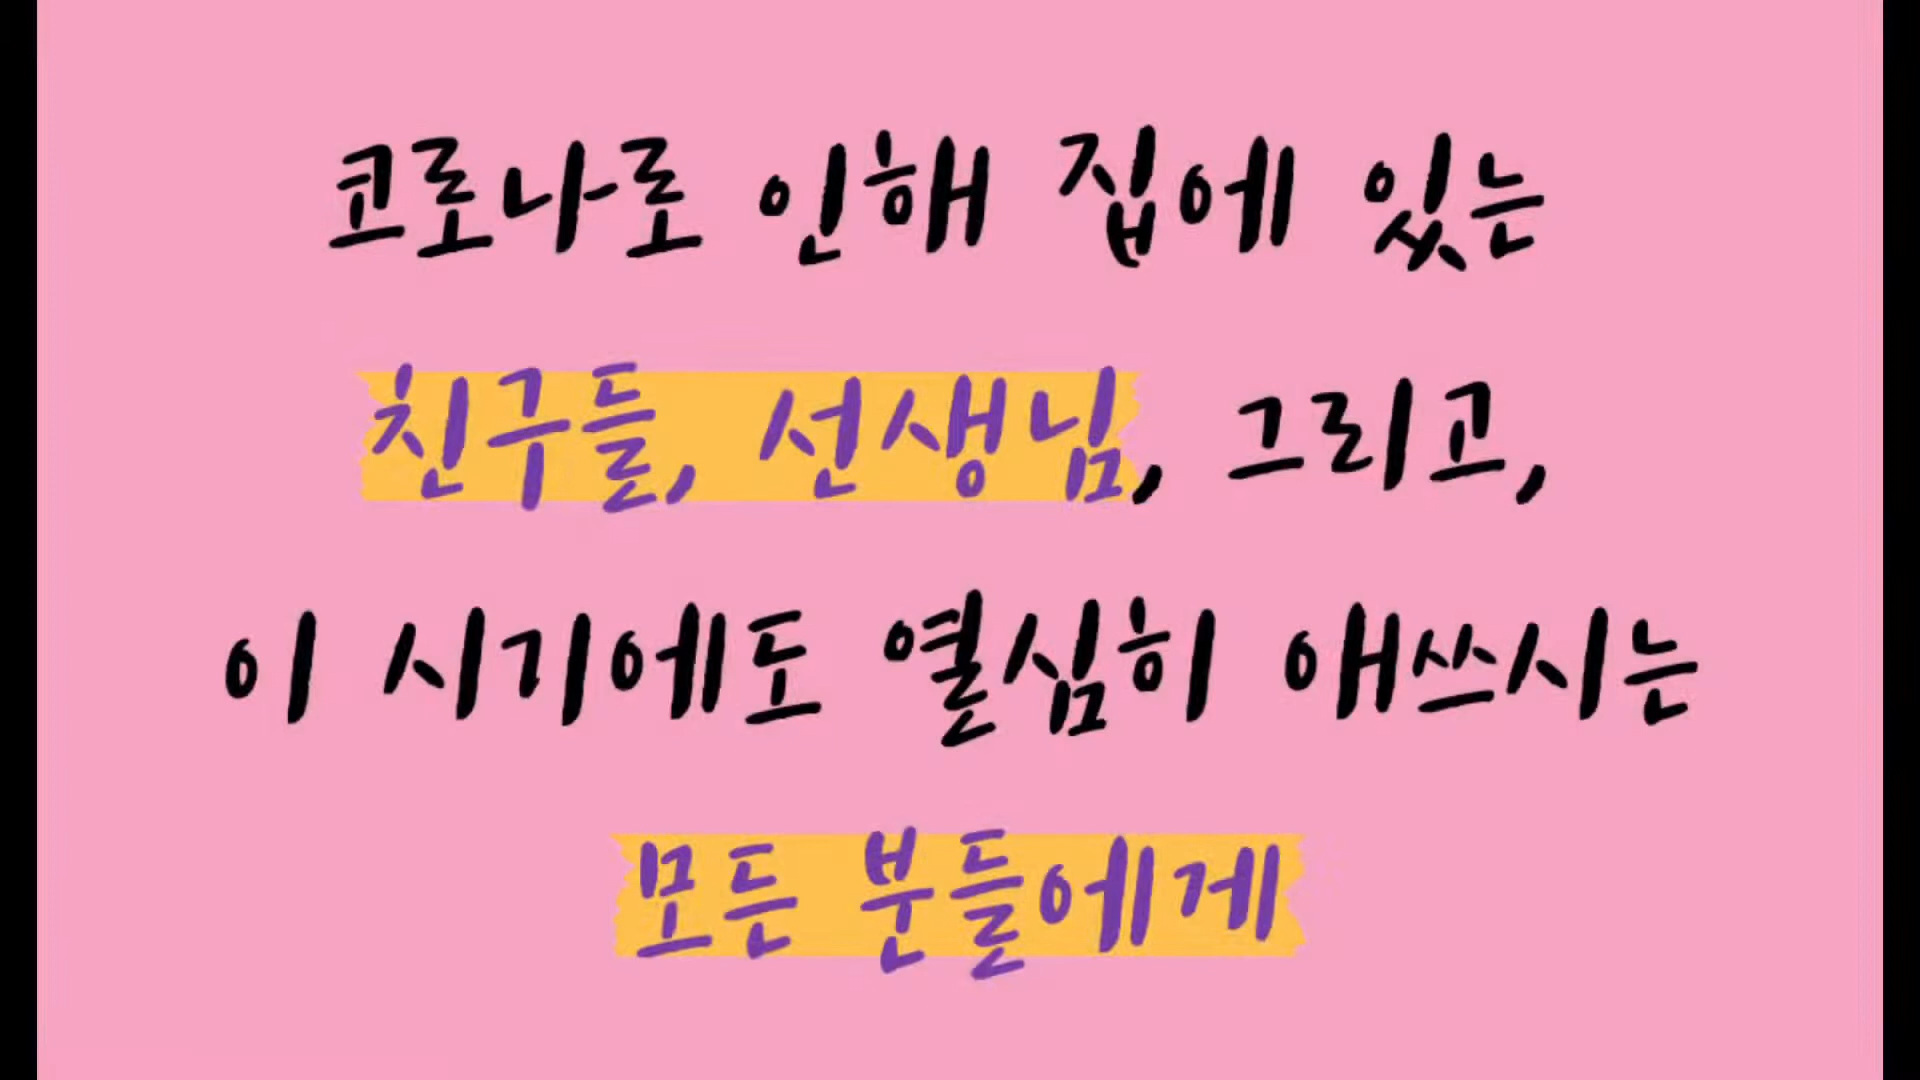 코로나로 인해 집에 있는
친구들, 선생님, 그리고,
이 시기에도 열심히 애쓰시는
모든 분들에게